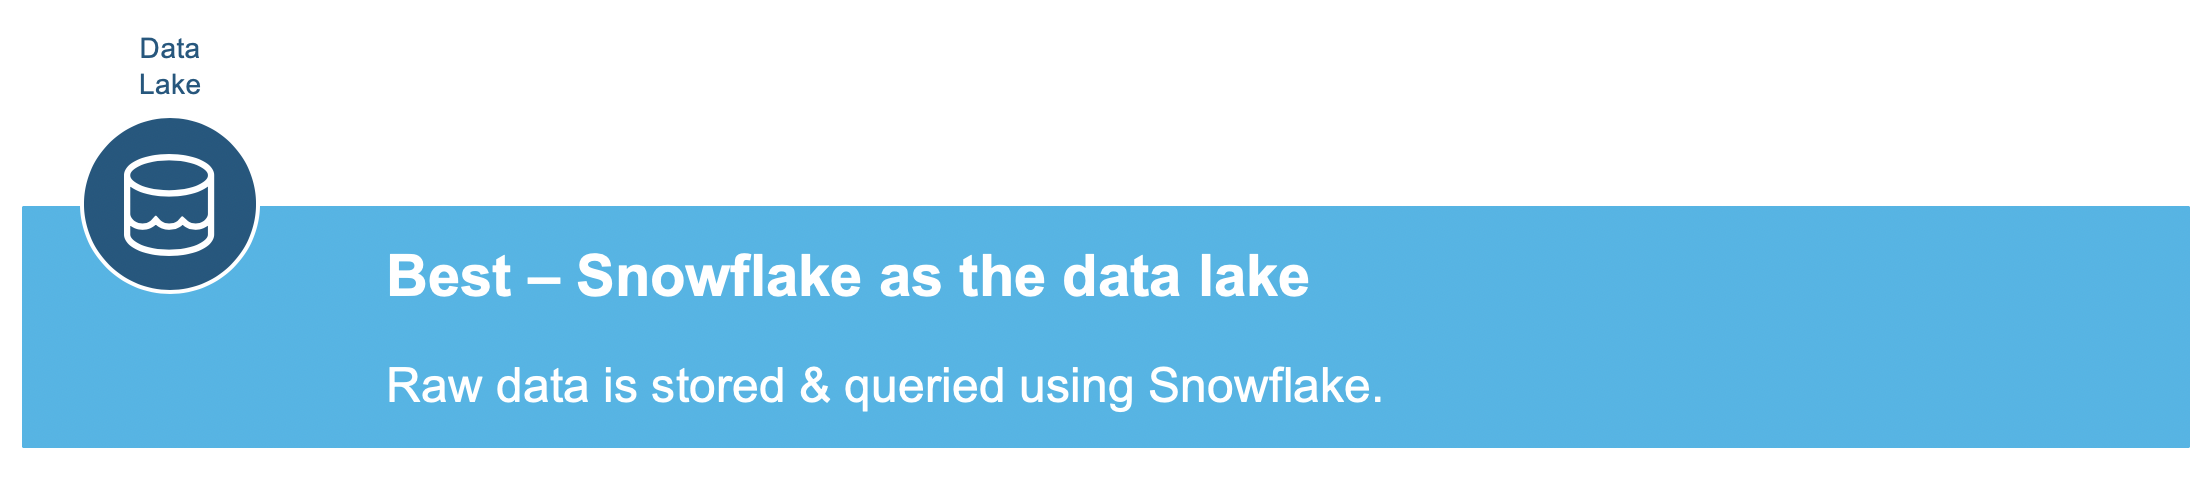 Data
Lake
Best – Snowflake as the data lake
Raw data is stored & queried using Snowflake.